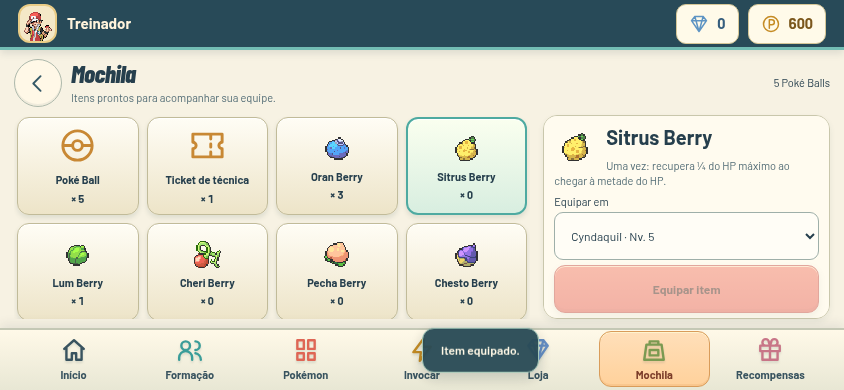 Treinador
0
600
Mochila
Itens prontos para acompanhar sua equipe.
5 Poké Balls
Poké Ball
× 5
Ticket de técnica
× 1
Oran Berry
× 3
Sitrus Berry
× 0
Lum Berry
× 1
Cheri Berry
× 0
Pecha Berry
× 0
Chesto Berry
× 0
Sitrus Berry
Uma vez: recupera ¼ do HP máximo ao
chegar à metade do HP.
Equipar em
Cyndaquil · Nv. 5
Equipar item
Item equipado.
Início
Formação
Pokémon
Invocar
Loja
Mochila
Recompensas